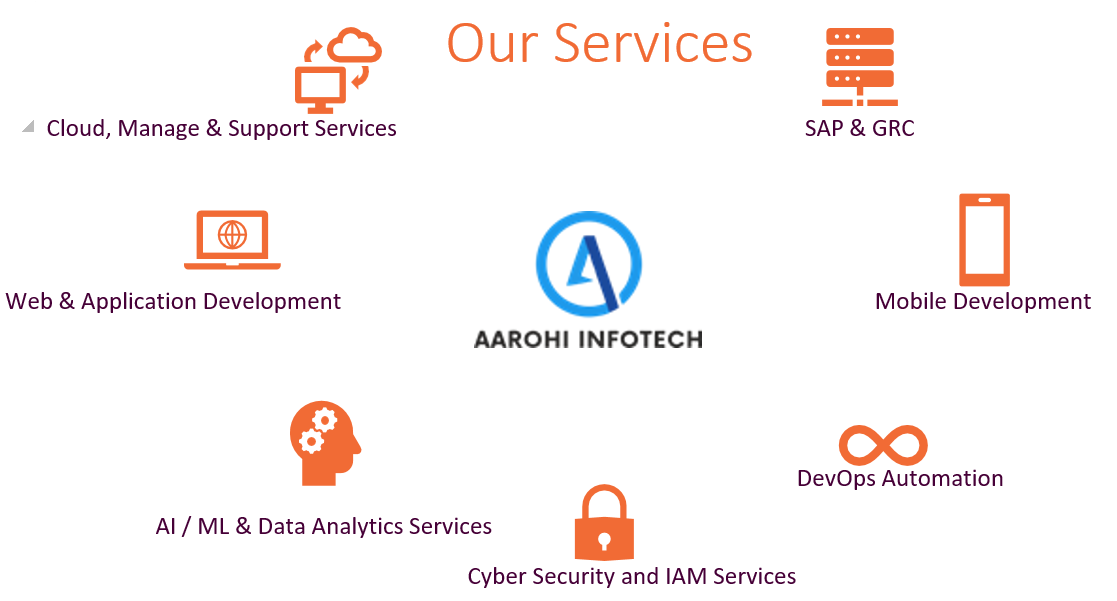 Our Services
Cloud, Manage & Support Services
SAP & GRC
Web & Application Development
AAROHI INFOTECH
Mobile Development
AI / ML & Data Analytics Services
DevOps Automation
Cyber Security and IAM Services